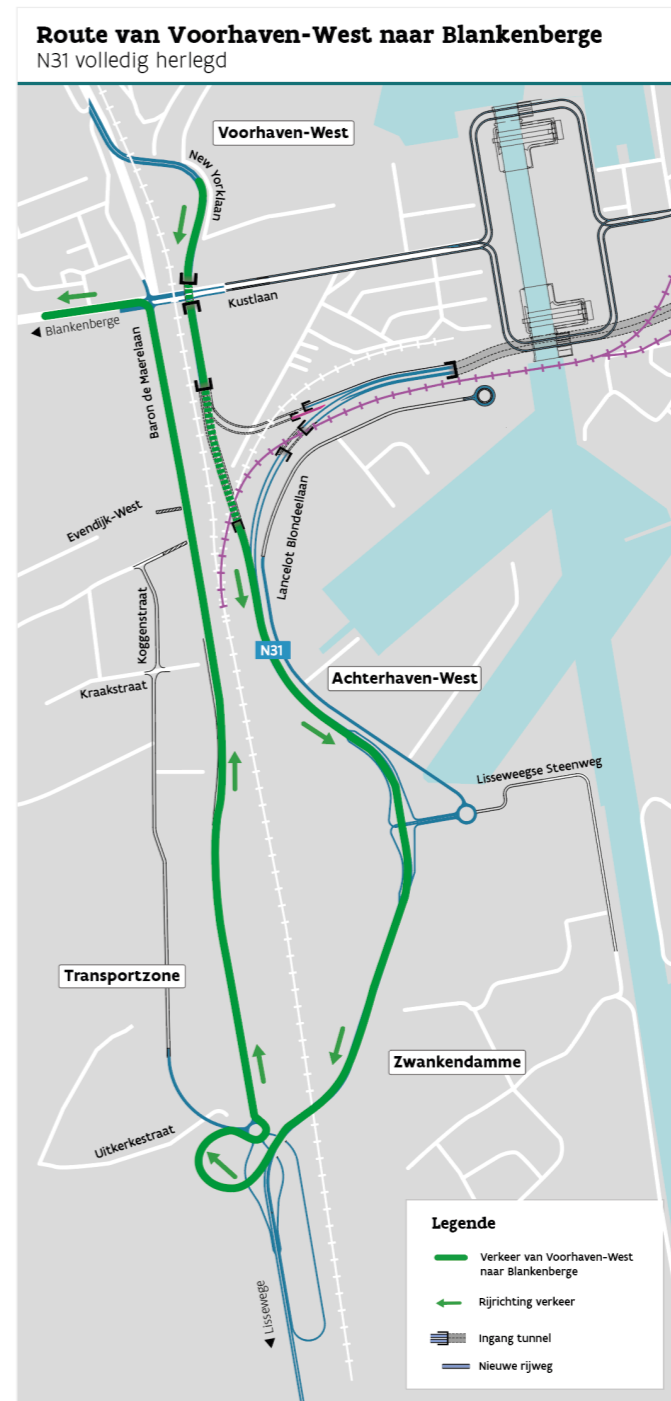 Route van Voorhaven-West naar Blankenberge
N31 volledig herlegd
Voorhaven-West
New Yorklaan
Kustlaan
◀ Blankenberge
Baron de Maerelaan
Evendijk-West
Lancelot Blondeellaan
Koggenstraat
N31
Kraakstraat
Achterhaven-West
Lisseweegse Steenweg
Transportzone
Zwankendamme
Uitkerkestraat
◀ Lissewege
Legende
Verkeer van Voorhaven-West
naar Blankenberge
Rijrichting verkeer
Ingang tunnel
Nieuwe rijweg